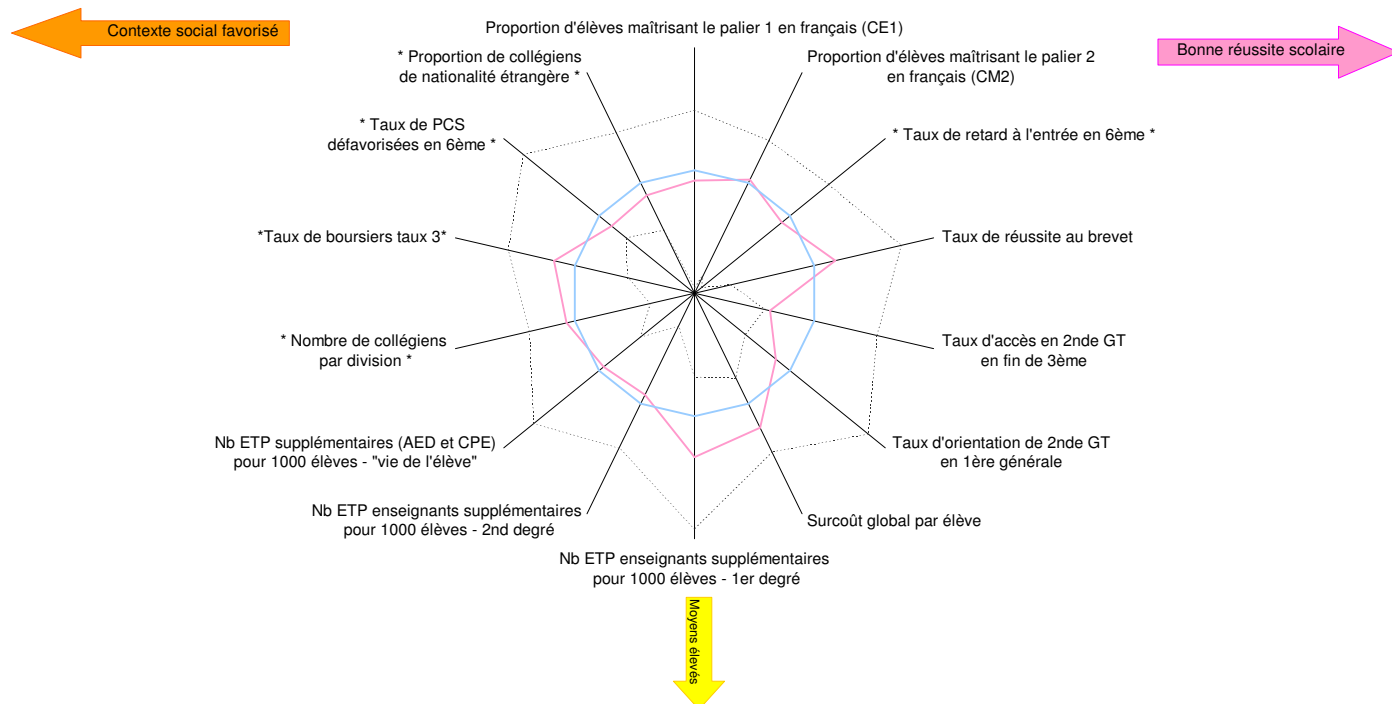 Contexte social favorisé
Proportion d'élèves maîtrisant le palier 1 en français (CE1)
Bonne réussite scolaire
* Proportion de collégiens
de nationalité étrangère *
Proportion d'élèves maîtrisant le palier 2
en français (CM2)
* Taux de PCS
défavorisées en 6ème *
* Taux de retard à l'entrée en 6ème *
*Taux de boursiers taux 3*
Taux de réussite au brevet
* Nombre de collégiens
par division *
Taux d'accès en 2nde GT
en fin de 3ème
Nb ETP supplémentaires (AED et CPE)
pour 1000 élèves - "vie de l'élève"
Taux d'orientation de 2nde GT
en 1ère générale
Nb ETP enseignants supplémentaires
pour 1000 élèves - 2nd degré
Surcoût global par élève
Nb ETP enseignants supplémentaires
pour 1000 élèves - 1er degré
Moyens élevés